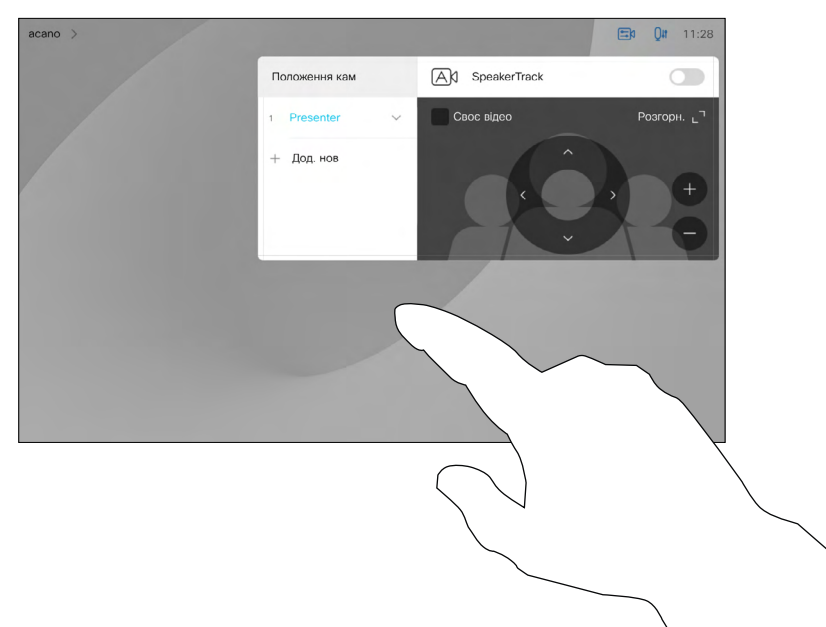 acano >
11:28
Положення кам
SpeakerTrack
1 Presenter
Своє відео
Розгорн.
+ Дод. нов